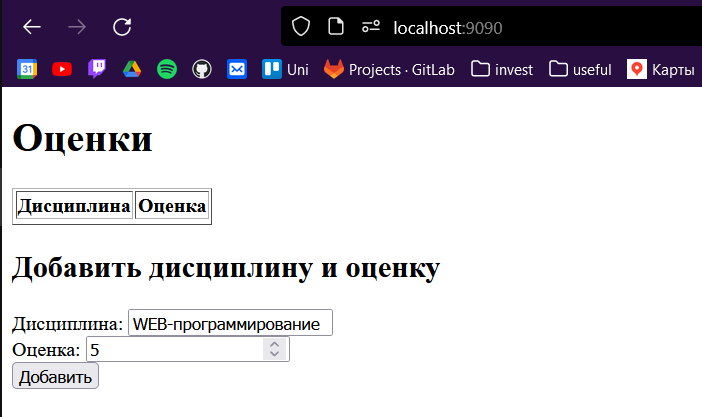 localhost:9090
31 Uni Projects · GitLab invest useful Карты
Оценки
Дисциплина Оценка
Добавить дисциплину и оценку
Дисциплина: WEB-программирование
Оценка: 5
Добавить